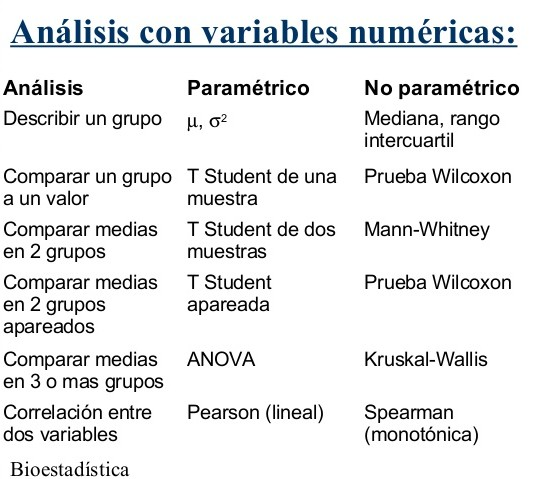 Análisis con variables numéricas:
Análisis Paramétrico No paramétrico
Describir un grupo μ, σ² Mediana, rango
intercuartil
Comparar un grupo T Student de una Prueba Wilcoxon
a un valor muestra
Comparar medias T Student de dos Mann-Whitney
en 2 grupos muestras
Comparar medias T Student Prueba Wilcoxon
en 2 grupos apareada
apareados
Comparar medias ANOVA Kruskal-Wallis
en 3 o mas grupos
Correlación entre Pearson (lineal) Spearman
dos variables (monotónica)
Bioestadística